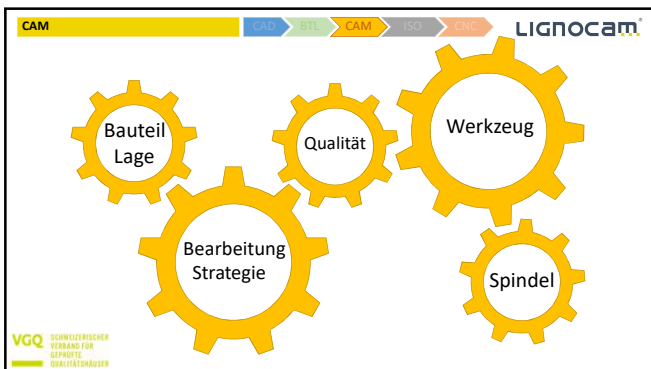 CAM
CAD
BTL
CAM
ISO
CNC
LIGNOCAM
Bauteil
Lage
Qualität
Werkzeug
Bearbeitung
Strategie
Spindel
VGQ
SCHWEIZERISCHER
VERBAND FÜR
GEPRÜFTE
QUALITÄTSHÄUSER